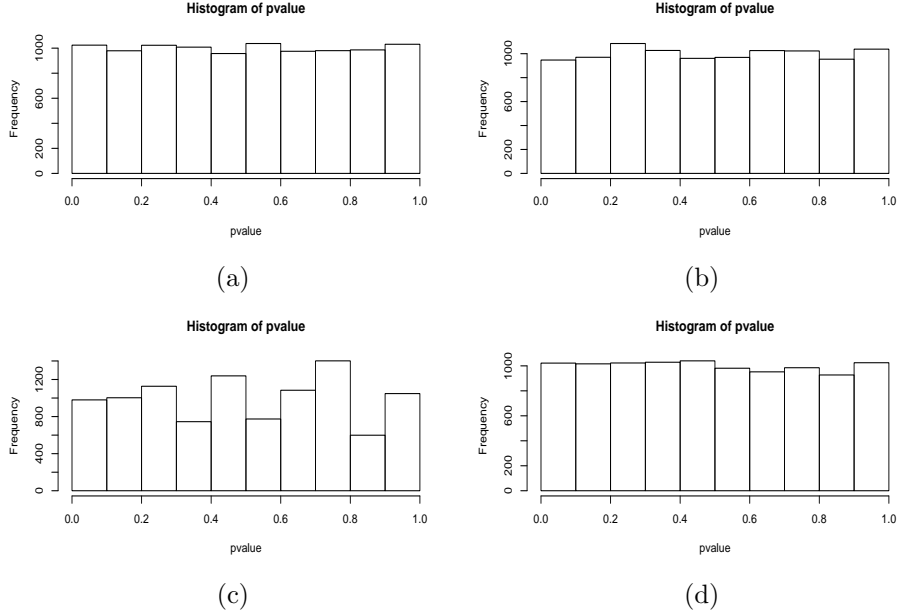 Histogram of pvalue
Frequency
0 200 600 1000
0.0 0.2 0.4 0.6 0.8 1.0
pvalue
(a)
Histogram of pvalue
Frequency
0 200 600 1000
0.0 0.2 0.4 0.6 0.8 1.0
pvalue
(b)
Histogram of pvalue
Frequency
0 400 800 1200
0.0 0.2 0.4 0.6 0.8 1.0
pvalue
(c)
Histogram of pvalue
Frequency
0 200 600 1000
0.0 0.2 0.4 0.6 0.8 1.0
pvalue
(d)